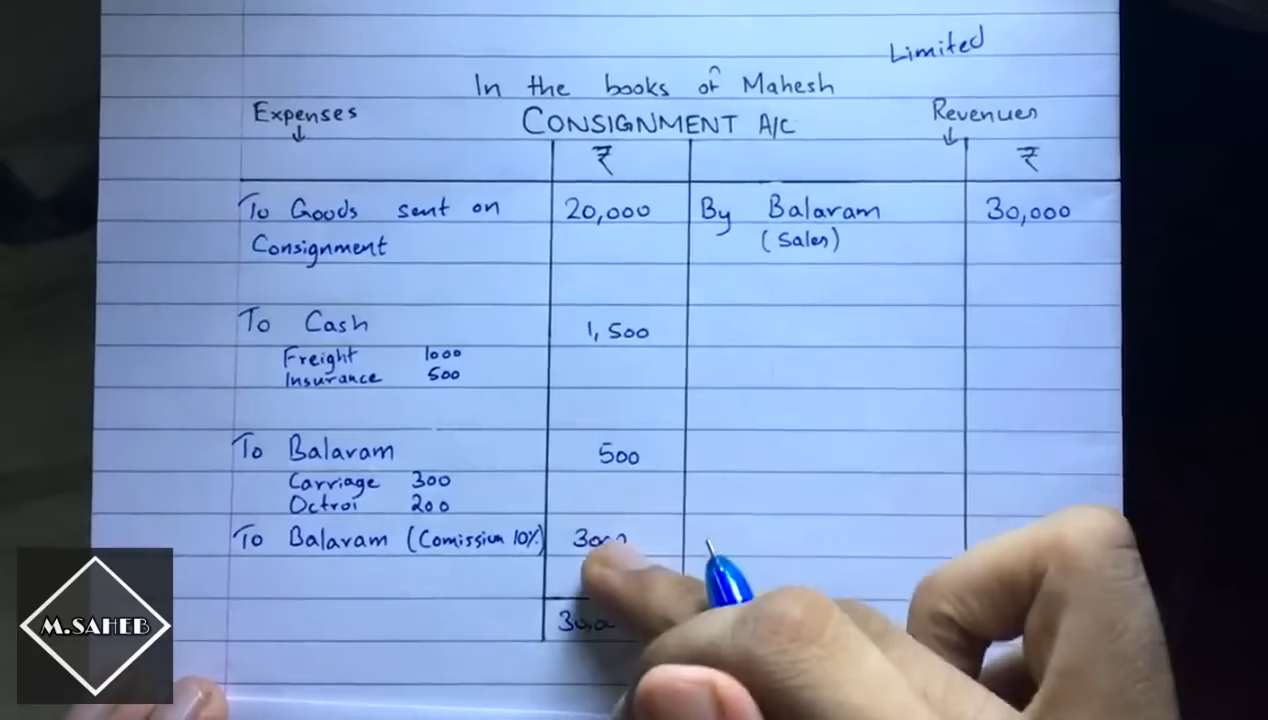 Limited
In the books of Mahesh
Expenses CONSIGNMENT A/C Revenues
₹ ₹
To Goods sent on 20,000 By Balaram 30,000
Consignment (Sales)
To Cash 1,500
Freight 1000
Insurance 500
To Balaram 500
Carriage 300
Octroi 200
To Balaram (Comission 10%)
M.SAHEB